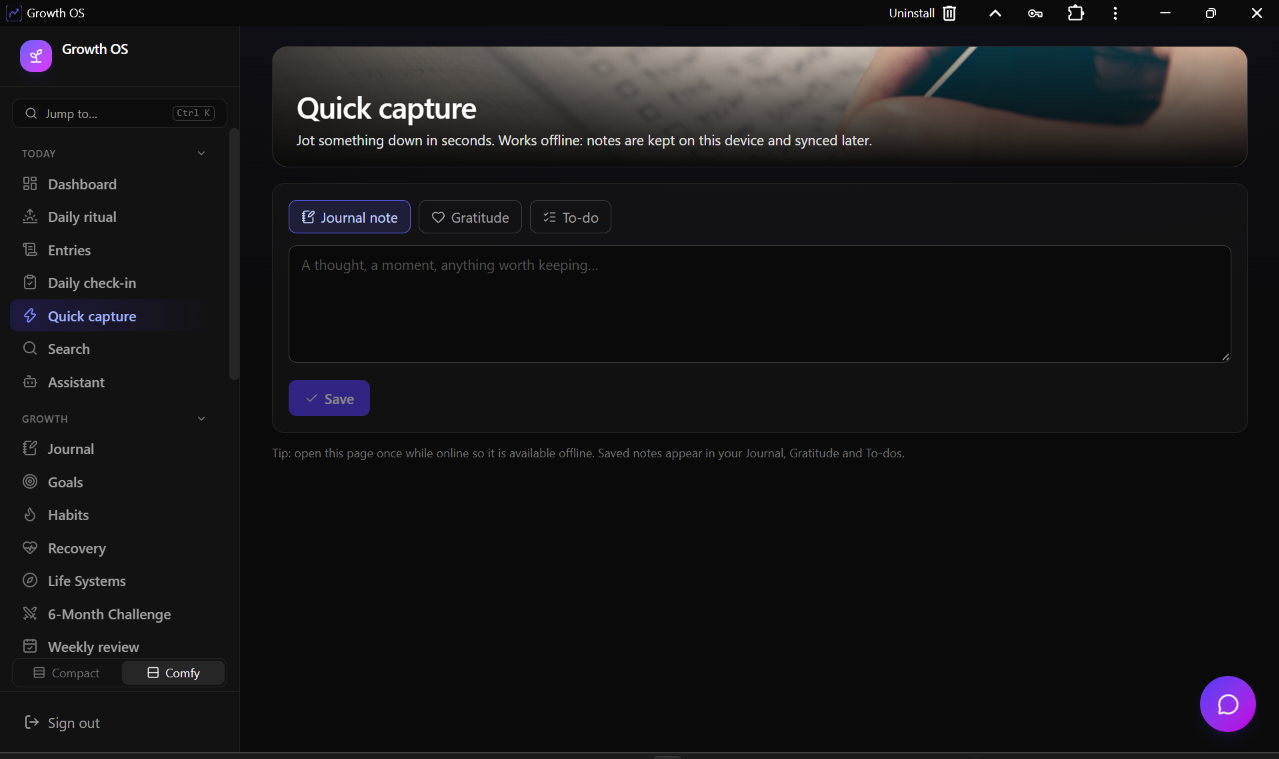 Growth OS
Uninstall
Growth OS
Jump to...
Ctrl K
TODAY
Dashboard
Daily ritual
Entries
Daily check-in
Quick capture
Search
Assistant
GROWTH
Journal
Goals
Habits
Recovery
Life Systems
6-Month Challenge
Weekly review
Compact
Comfy
Sign out
Quick capture
Jot something down in seconds. Works offline: notes are kept on this device and synced later.
Journal note
Gratitude
To-do
A thought, a moment, anything worth keeping...
Save
Tip: open this page once while online so it is available offline. Saved notes appear in your Journal, Gratitude and To-dos.